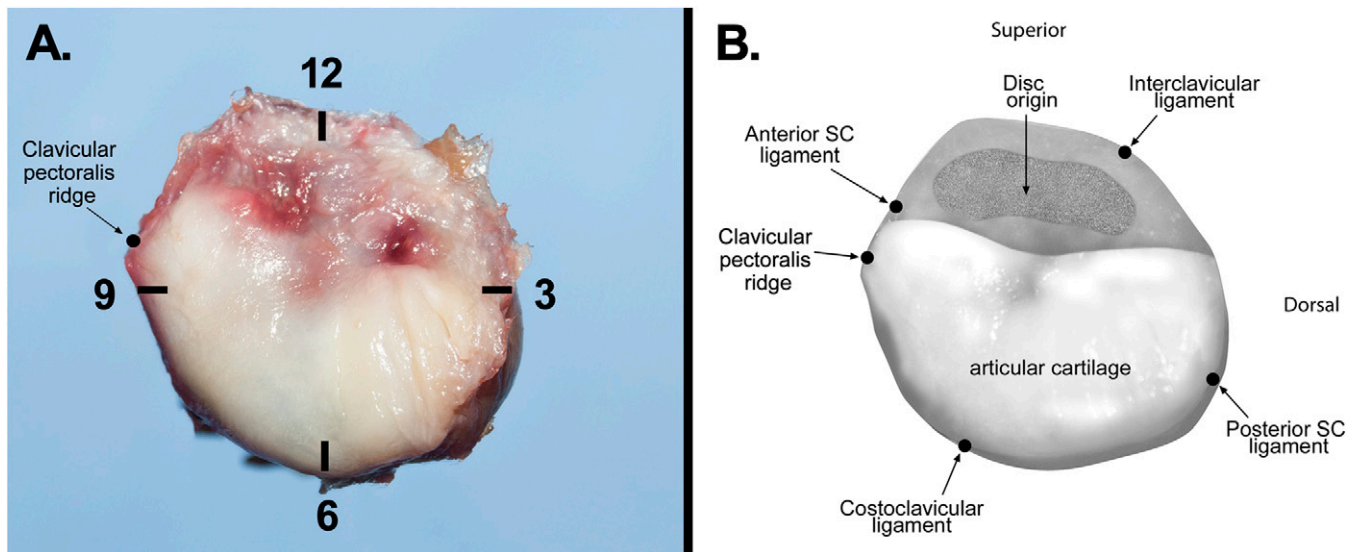 A.
12
Clavicular
pectoralis
ridge
9
3
6
B.
Superior
Disc
origin
Interclavicular
ligament
Anterior SC
ligament
Clavicular
pectoralis
ridge
Dorsal
articular cartilage
Posterior SC
ligament
Costoclavicular
ligament